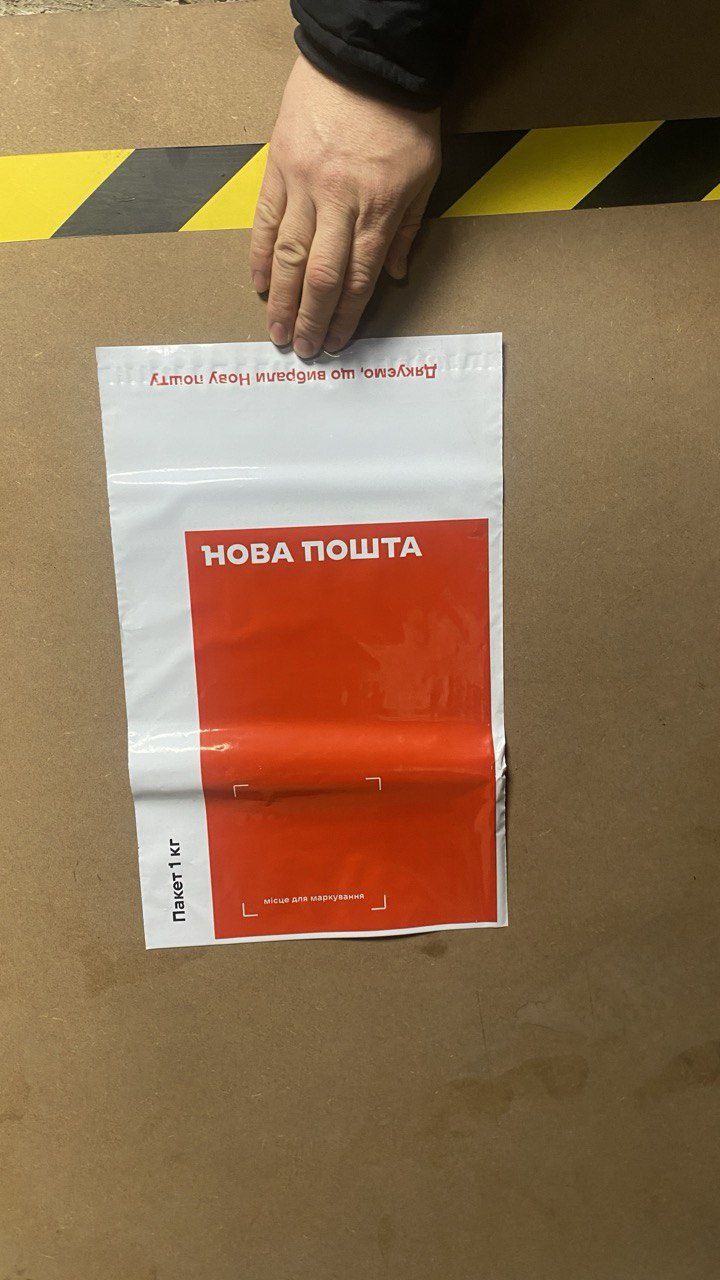 Дякуємо, що вибрали Нову пошту
НОВА ПОШТА
місце для маркування
Пакет 1 кг